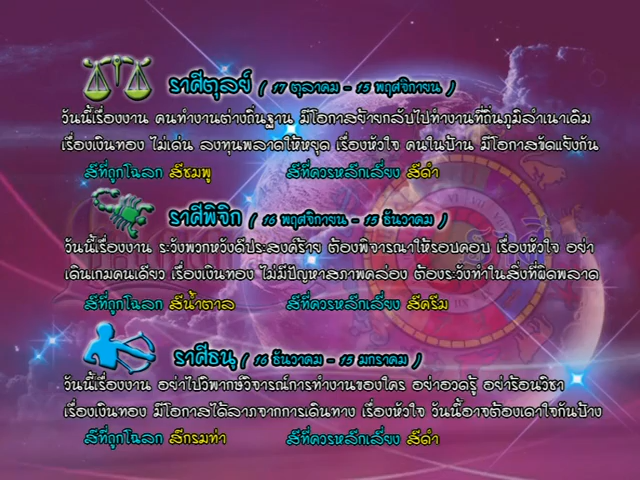 ราศีตุลย์ ( 17 ตุลาคม - 15 พฤศจิกายน )
วันนี้เรื่องงาน คนทำงานต่างถิ่นฐาน มีโอกาสย้ายกลับไปทำงานที่ถิ่นภูมิลำเนาเดิม
เรื่องเงินทอง ไม่เด่น ลงทุนพลาดให้หยุด เรื่องหัวใจ คนในบ้าน มีโอกาสขัดแย้งกัน
สีที่ถูกโฉลก สีชมพู สีที่ควรหลีกเลี่ยง สีดำ
ราศีพิจิก ( 16 พฤศจิกายน - 15 ธันวาคม )
วันนี้เรื่องงาน ระวังพวกหวังดีประสงค์ร้าย ต้องพิจารณาให้รอบคอบ เรื่องหัวใจ อย่า
เดินเกมคนเดียว เรื่องเงินทอง ไม่มีปัญหาสภาพคล่อง ต้องระวังทำในสิ่งที่ผิดพลาด
สีที่ถูกโฉลก สีน้ำตาล สีที่ควรหลีกเลี่ยง สีครีม
ราศีธนู ( 16 ธันวาคม - 15 มกราคม )
วันนี้เรื่องงาน อย่าไปวิพากษ์วิจารณ์การทำงานของใคร อย่าอวดรู้ อย่าร้อนวิชา
เรื่องเงินทอง มีโอกาสได้ลาภจากการเดินทาง เรื่องหัวใจ วันนี้อาจต้องเดาใจกันบ้าง
สีที่ถูกโฉลก สีกรมท่า สีที่ควรหลีกเลี่ยง สีดำ